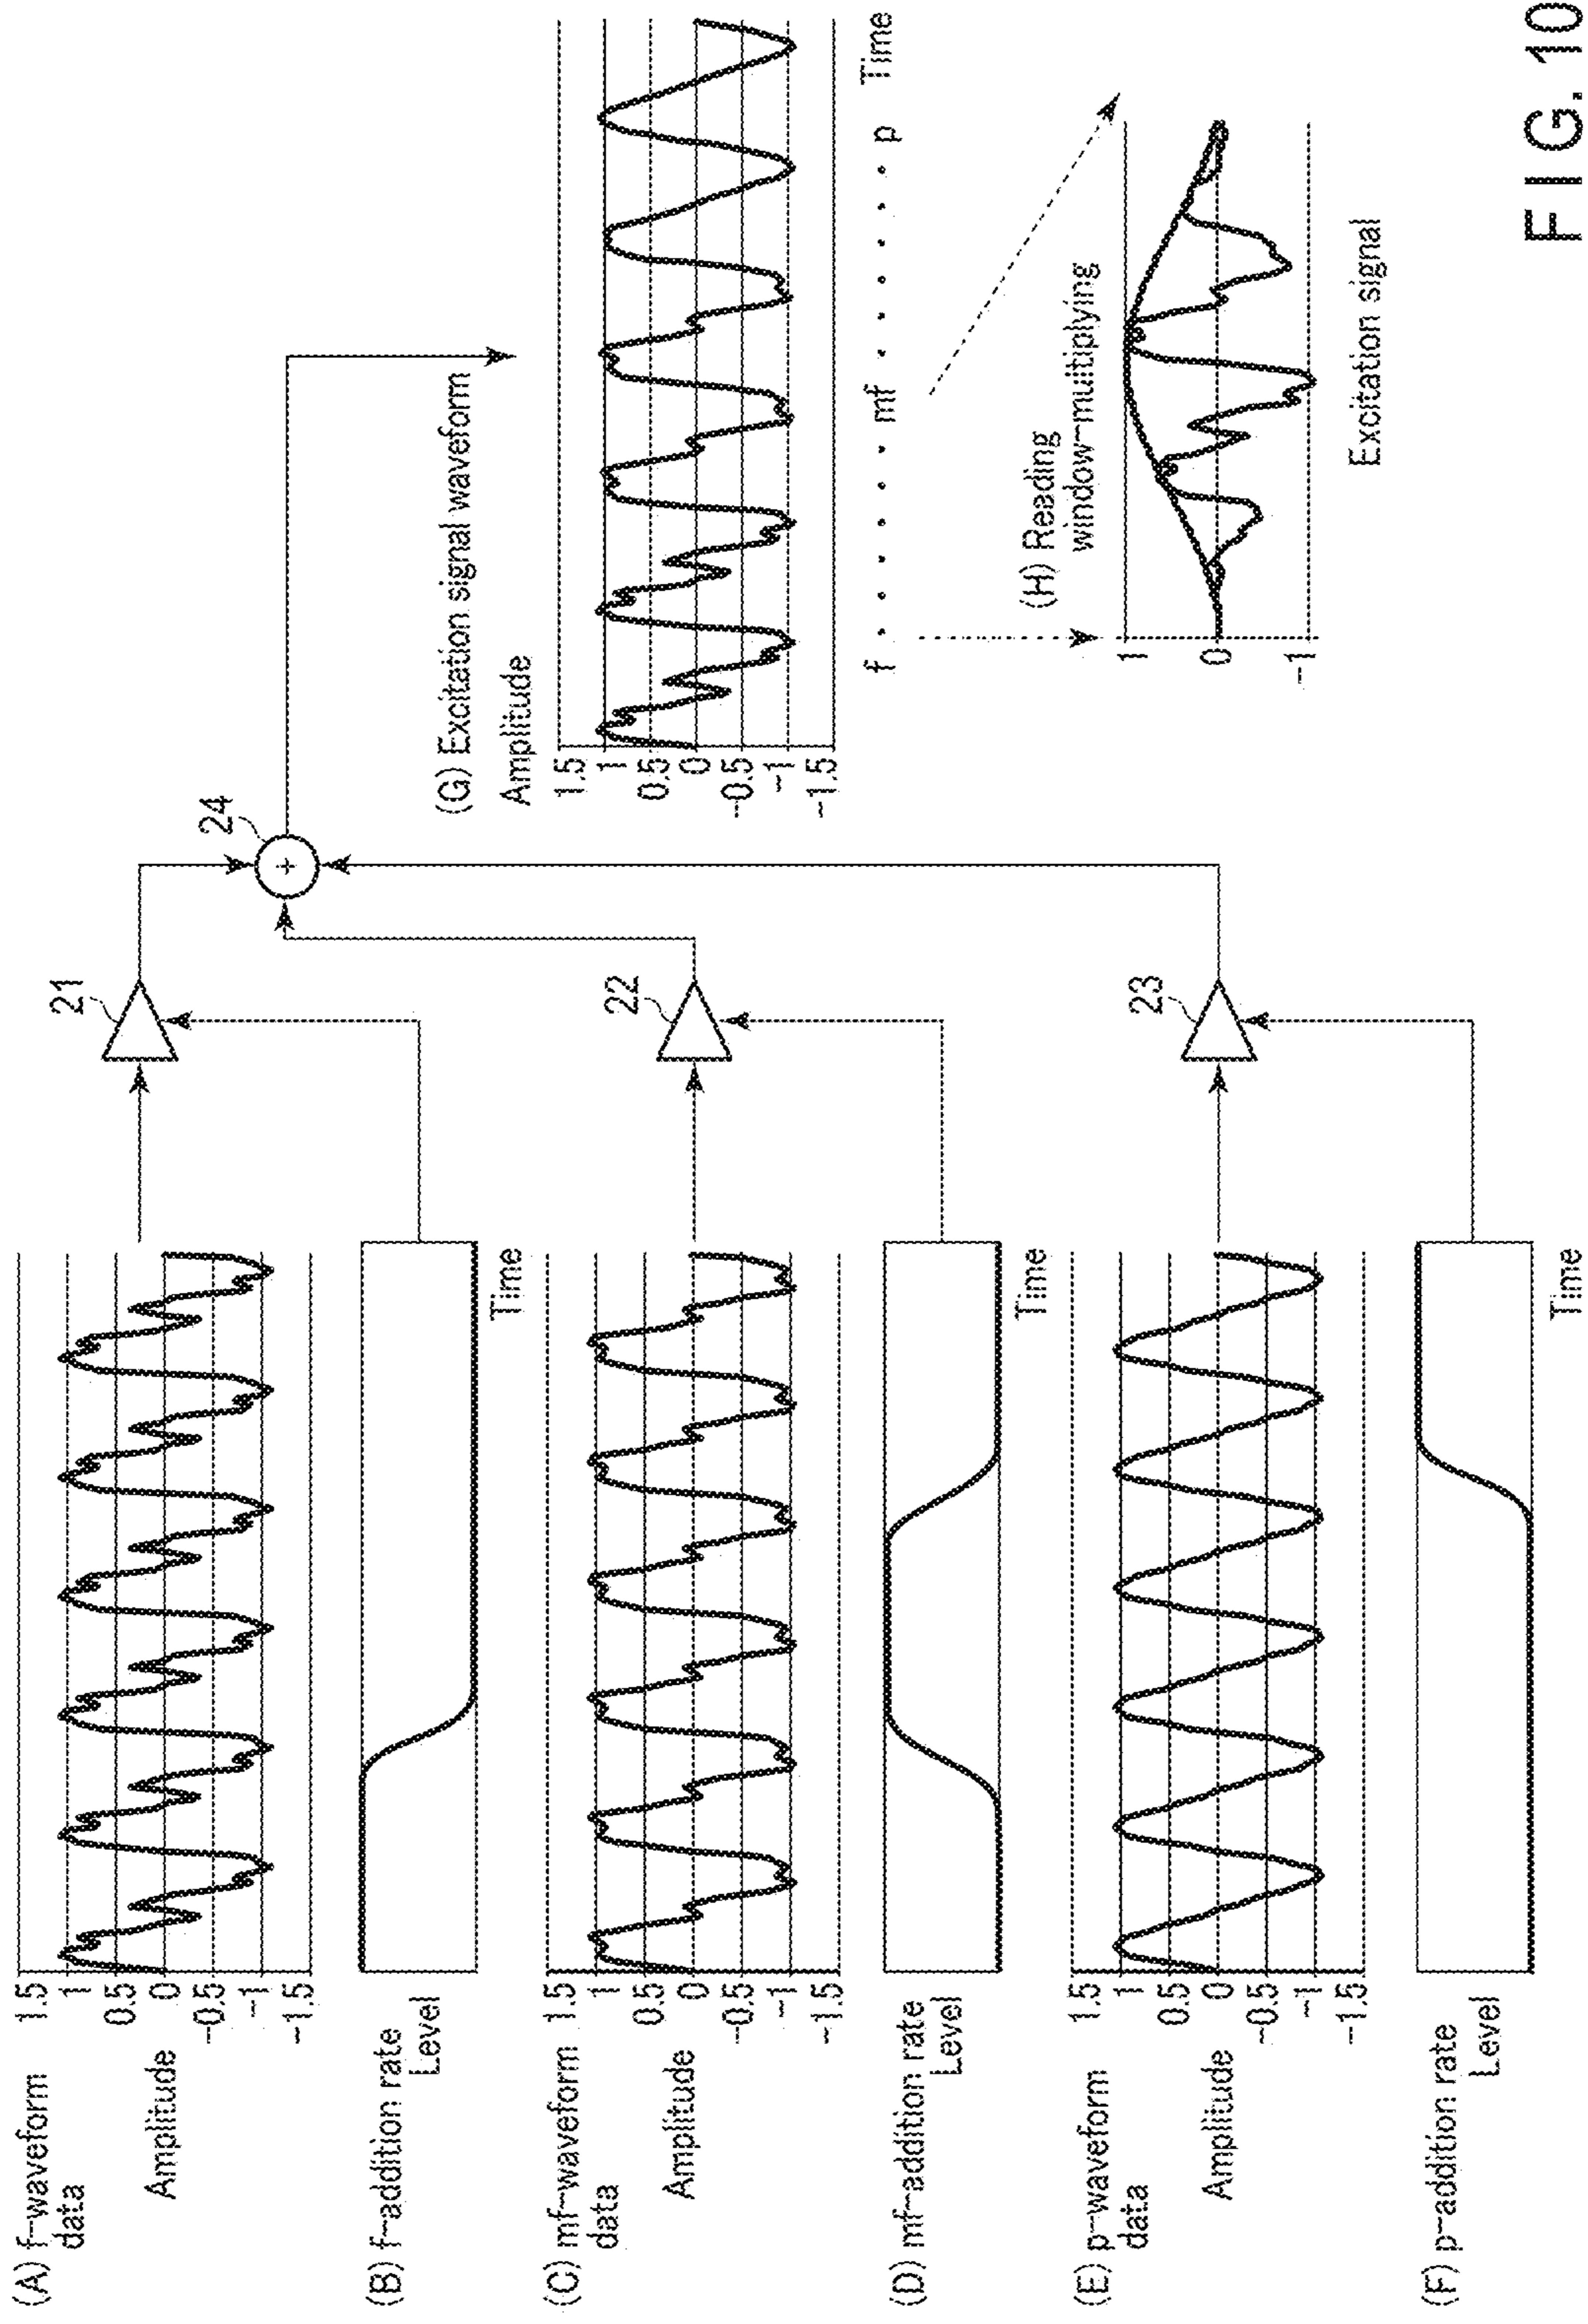 (A) f-waveform
data
Amplitude
1.5
1
0.5
0
-0.5
-1
-1.5
21
(B) f-addition rate
Level
Time
(C) mf-waveform
data
Amplitude
1.5
1
0.5
0
-0.5
-1
-1.5
22
(D) mf-addition rate
Level
Time
(E) p-waveform
data
Amplitude
1.5
1
0.5
0
-0.5
-1
-1.5
23
(F) p-addition rate
Level
Time
24
+
(G) Excitation signal waveform
Amplitude
1.5
1
0.5
0
-0.5
-1
-1.5
f · · · · · mf · · · · · · p Time
(H) Reading
window-multiplying
1
0
-1
Excitation signal
FIG. 10